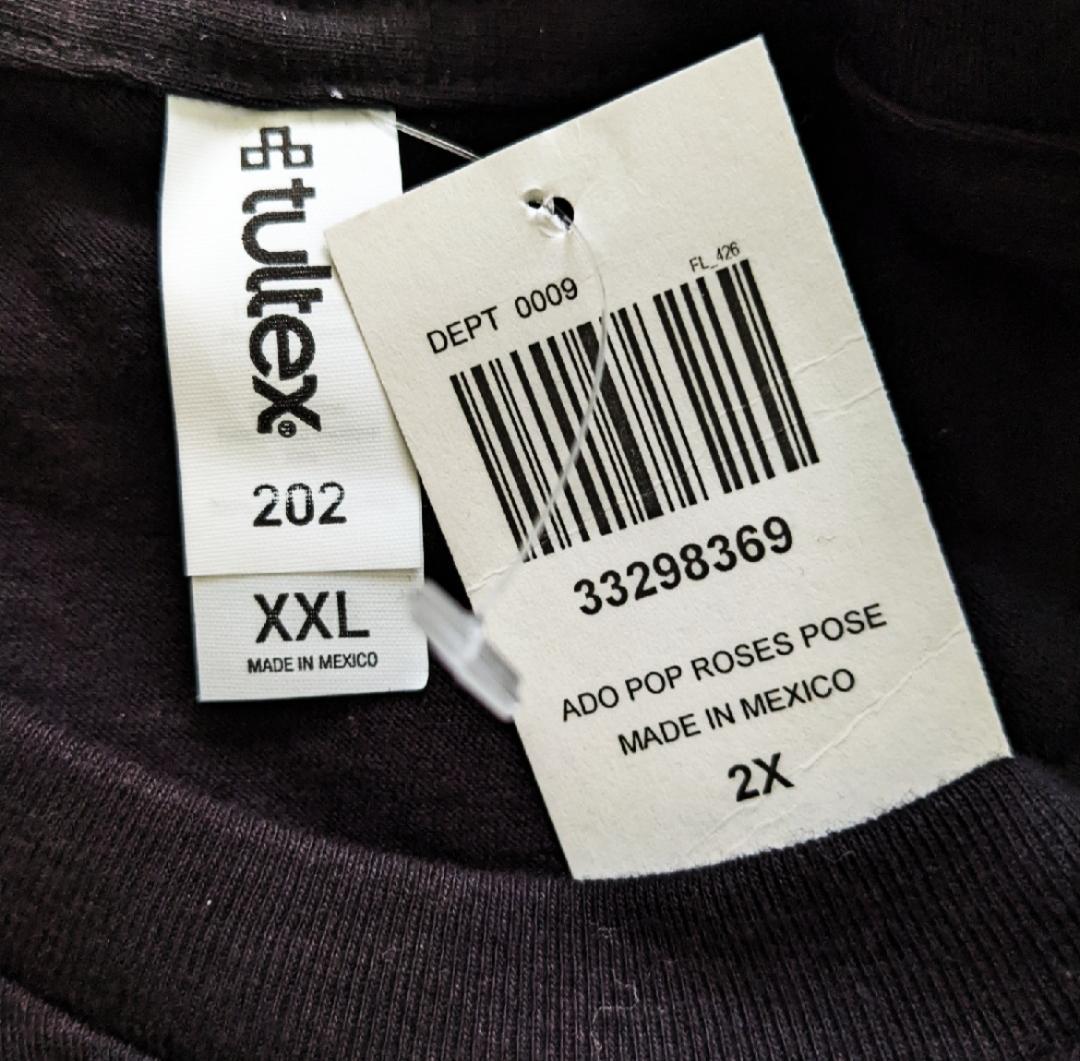 tultex®
202
XXL
MADE IN MEXICO
DEPT 0009
FL_426
33298369
ADO POP ROSES POSE
MADE IN MEXICO
2X